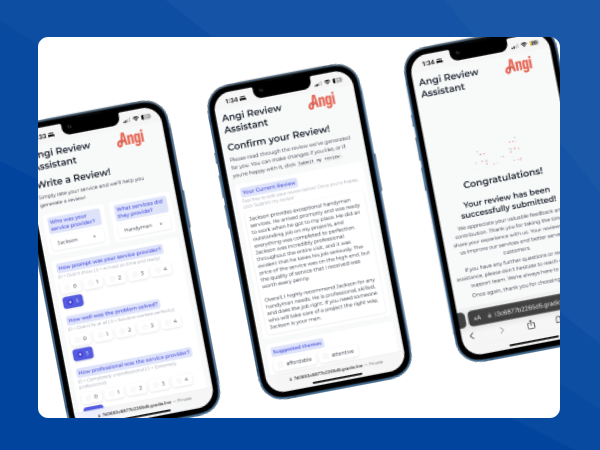 :33
Angi Review
Assistant
Angi
Write a Review!
Simply rate your service and we'll help you
generate a review!
Who was your
service provider?
Jackson
What services did
they provide?
Handyman
How prompt was your service provider?
0
1
2
3
4
5
How well was the problem solved?
0
1
2
3
4
5
How professional was the service provider?
0
1
2
3
4
1:34
Angi Review
Assistant
Angi
Confirm your Review!
Please read through the review we've generated
for you. You can make changes if you like, or if
you're happy with it, click Submit my review.
Your Current Review
Jackson provides exceptional handyman
services. He arrived promptly and was ready
to work when he got to my place. He did an
outstanding job on my projects, and
everything was completed to perfection.
Jackson was incredibly professional
throughout the entire visit, and it was
evident that he takes his job seriously. The
price of the service was on the high end, but
the quality of service that I received was
worth every penny.
Overall, I highly recommend Jackson for any
handyman needs. He is professional, skilled,
and does the job right. If you need someone
who will take care of a project the right way,
Jackson is your man.
Suggested themes
affordable
attentive
1:34
Angi Review
Assistant
Angi
Congratulations!
Your review has been
successfully submitted!
We appreciate your valuable feedback and
contribution. Thank you for taking the time
share your experience with us. Your review
us improve our services and better serve
customers.
If you have any further questions or
assistance, please don't hesitate to reach
support team. We're always here to
Once again, thank you for choosing
AA